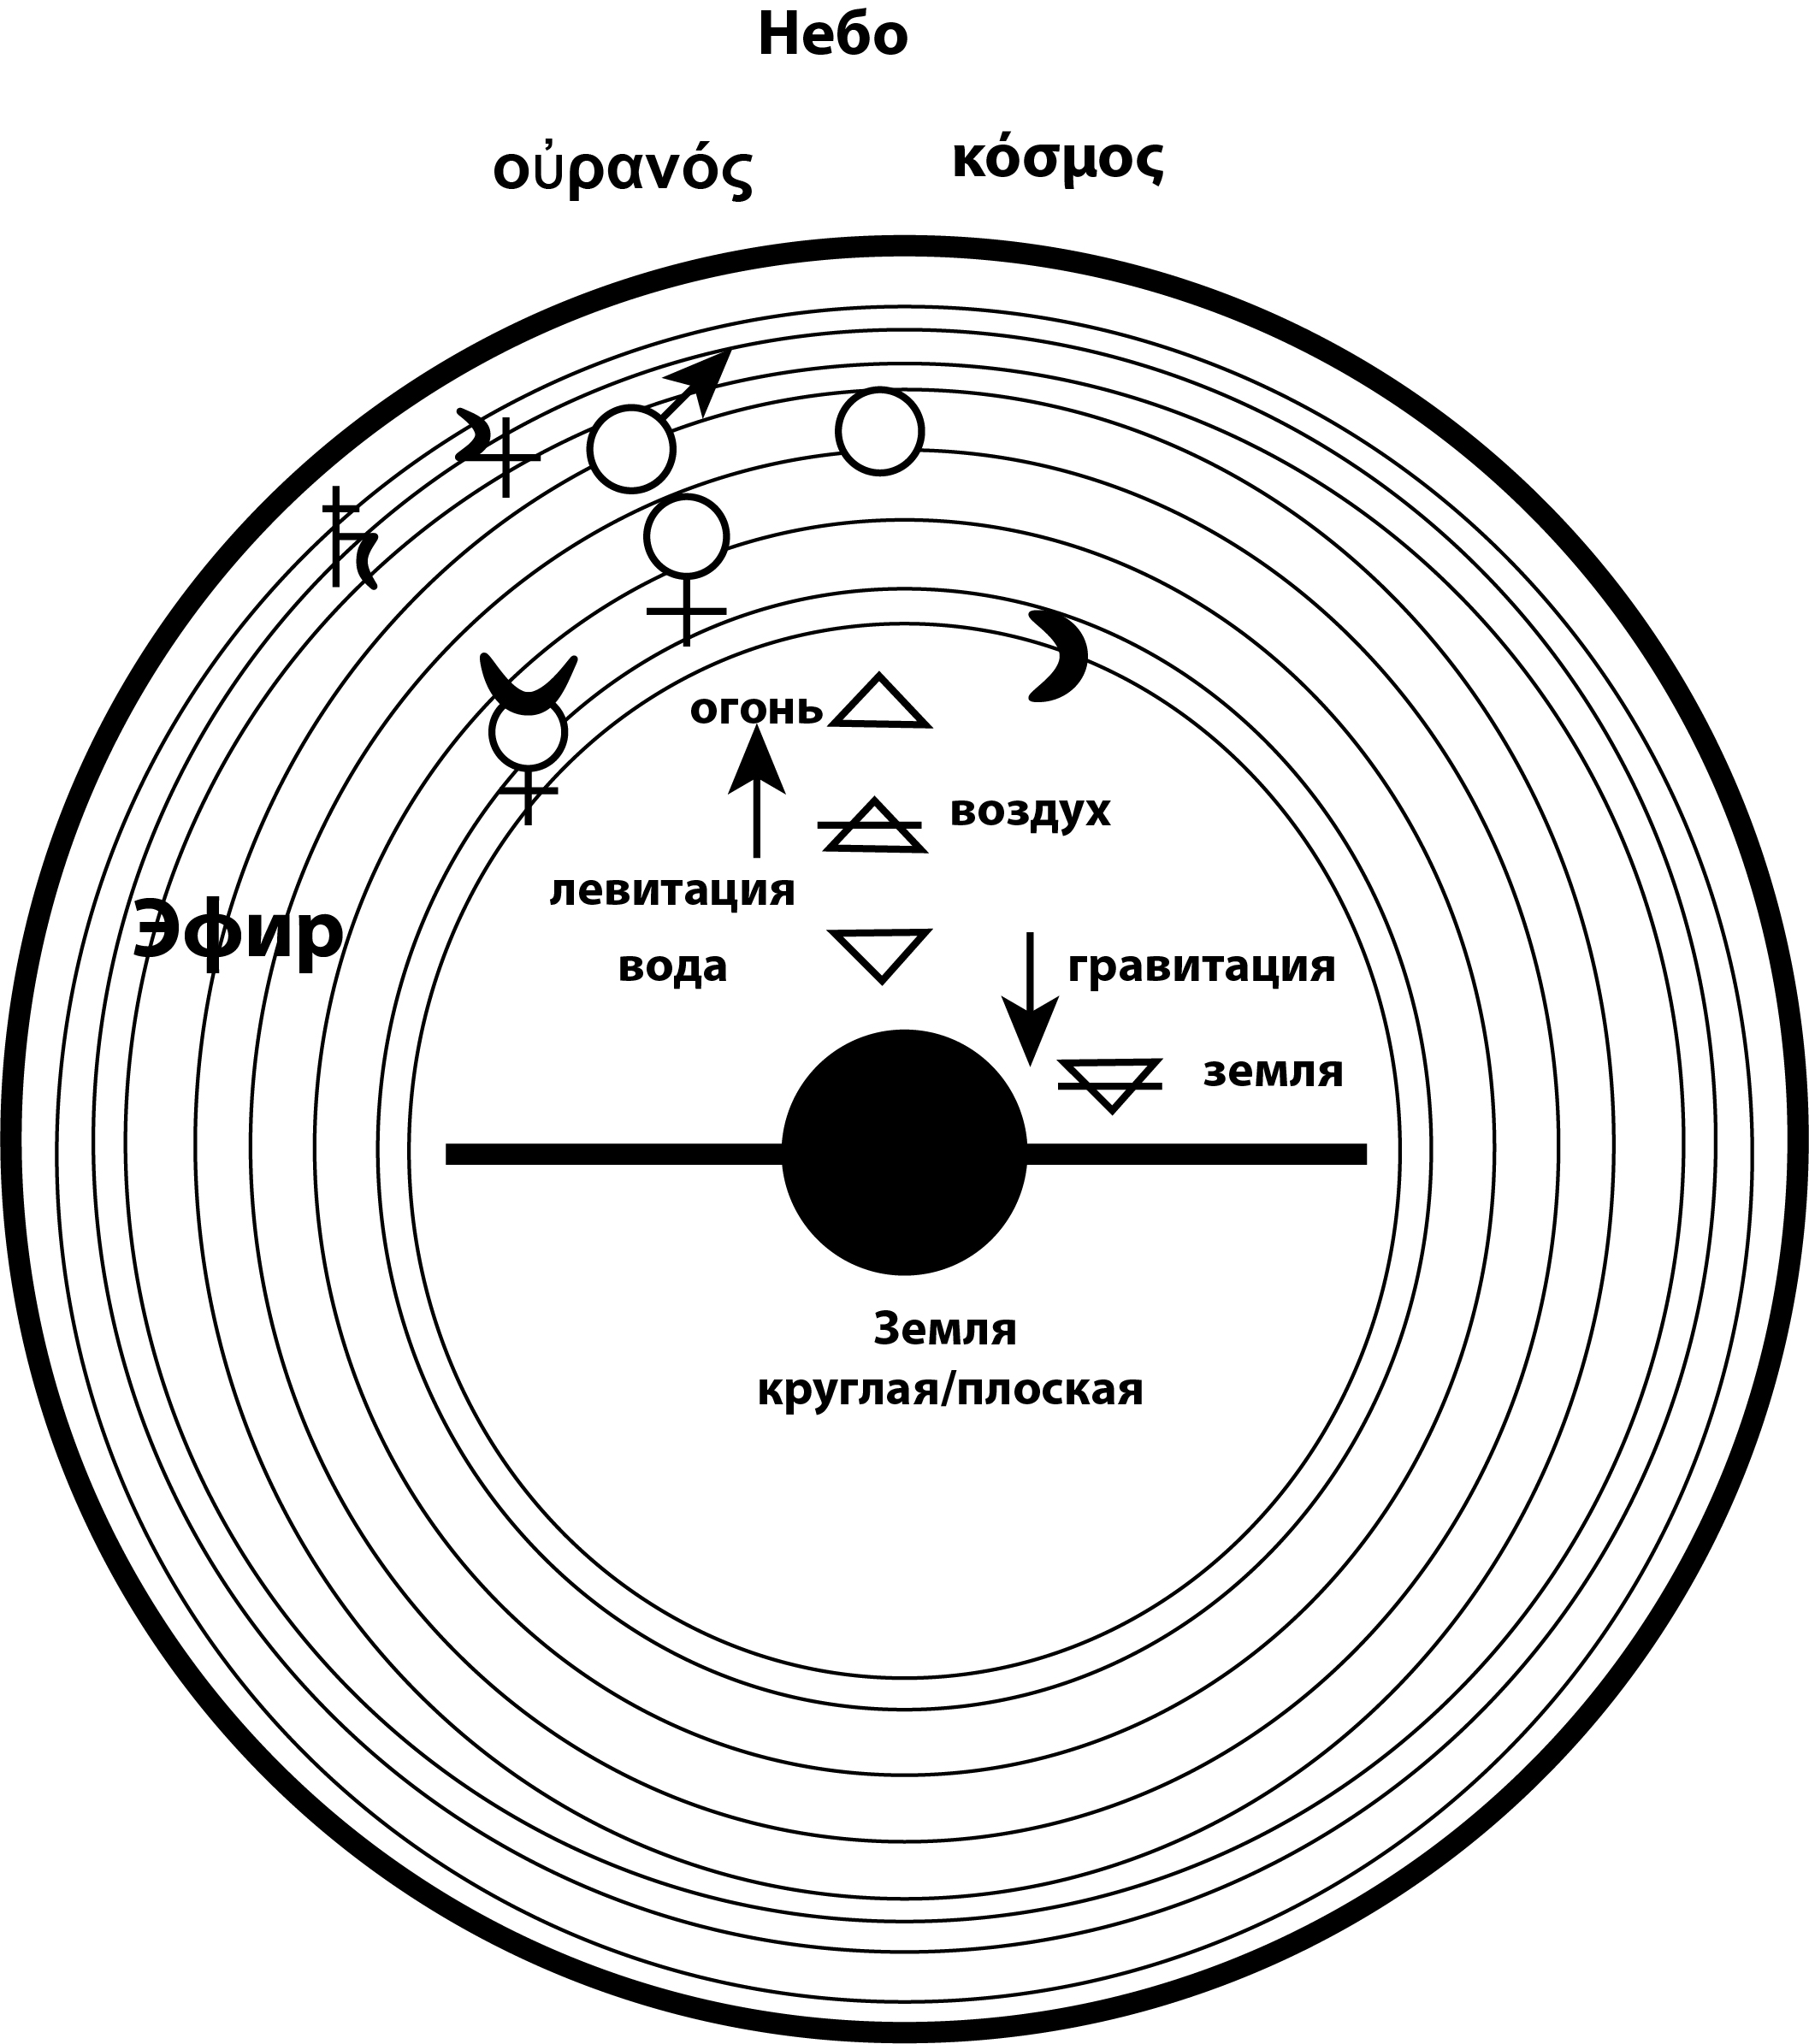 Небо
οὐρανός
κόσμος
огонь
воздух
левитация
Эфир
вода
гравитация
земля
Земля
круглая/плоская